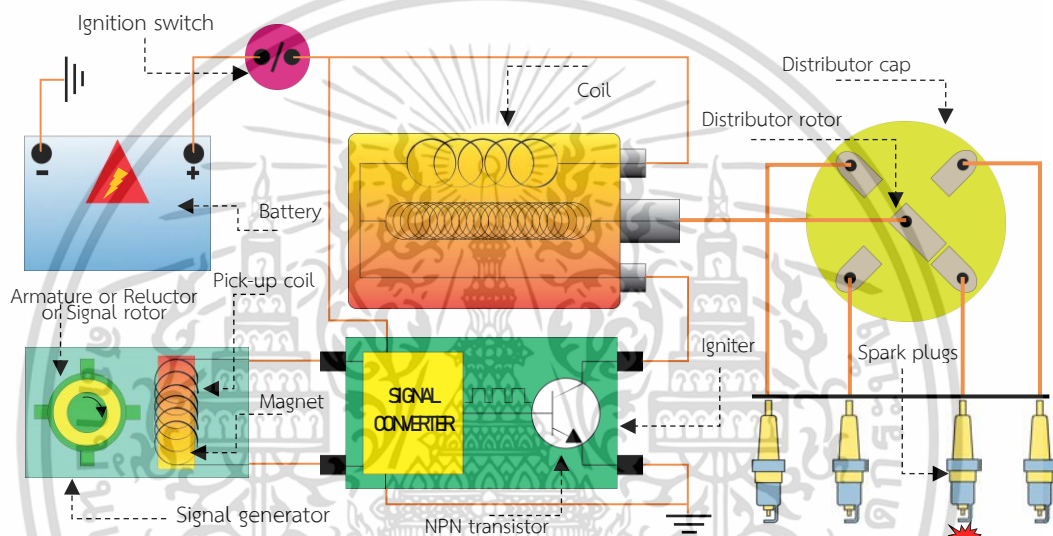 Ignition switch
Distributor cap
Coil
Distributor rotor
-
+
Battery
Pick-up coil
Armature or Reluctor
or Signal rotor
Igniter
Spark plugs
Magnet
SIGNAL
CONVERTER
Signal generator
NPN transistor